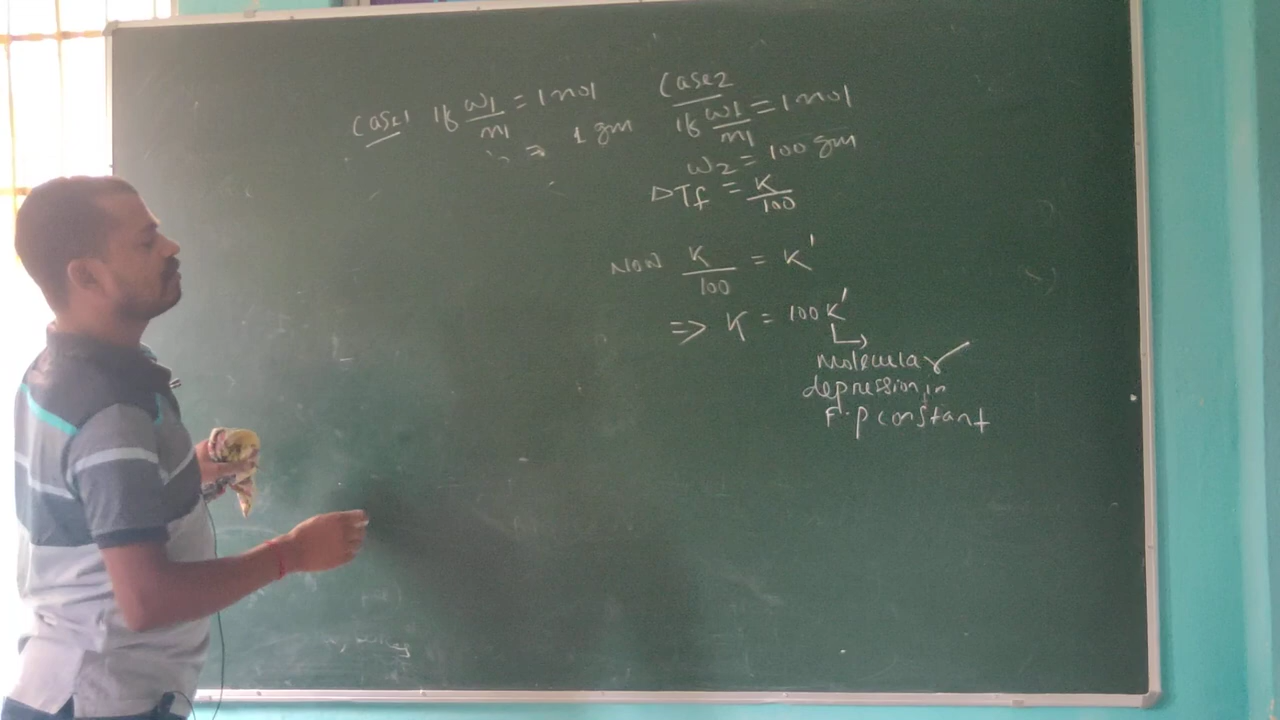 Case1 If w1/m1 = 1 mol
= 1 gm
Case2
If w1/m1 = 1 mol
w2 = 100 gm
ΔTf = K/100
Now K/100 = K'
⇒ K = 100K'
molecular
depression in
F.p constant